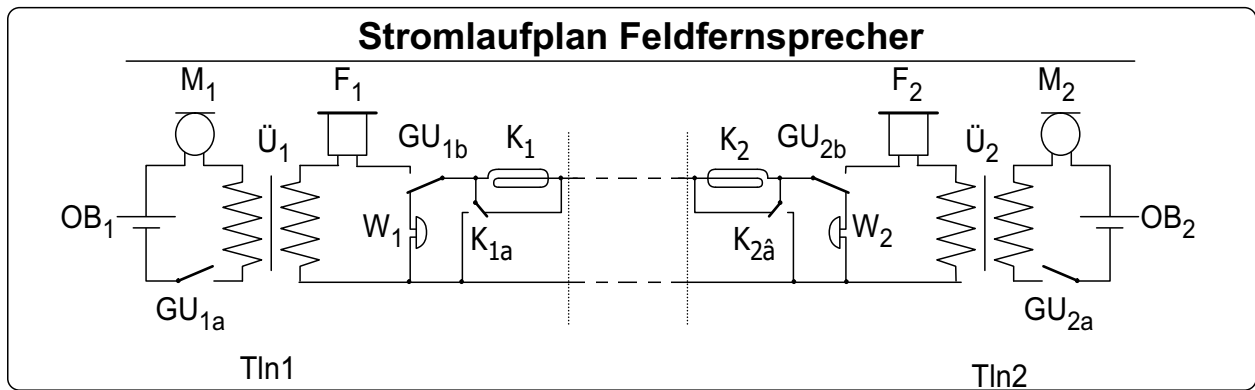 Stromlaufplan Feldfernsprecher
M1 F1 F2 M2
Ü1 GU1b K1 K2 GU2b Ü2
OB1 W1 K1a K2â W2 OB2
GU1a GU2a
Tln1 Tln2